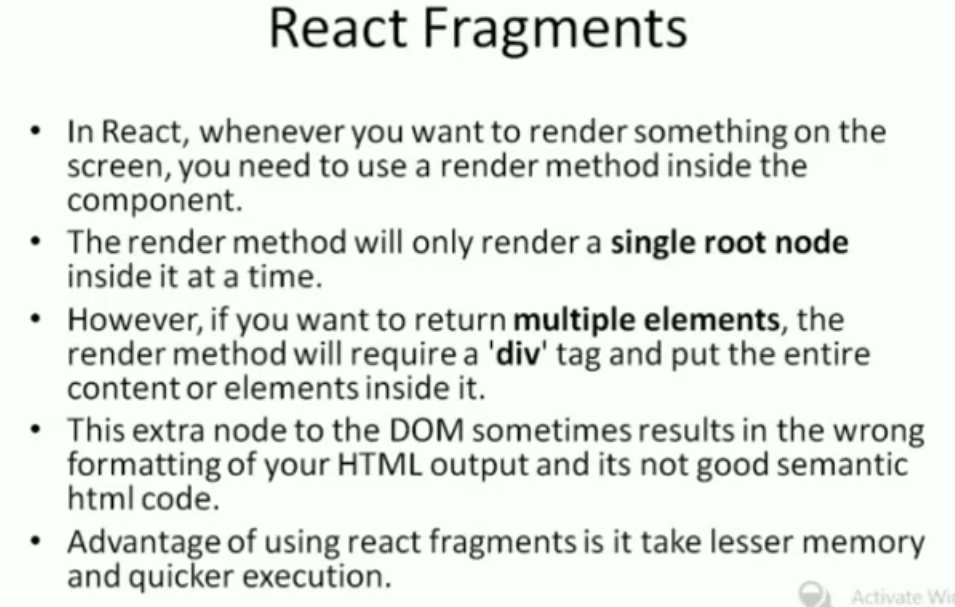 React Fragments
• In React, whenever you want to render something on the
screen, you need to use a render method inside the
component.
• The render method will only render a single root node
inside it at a time.
• However, if you want to return multiple elements, the
render method will require a 'div' tag and put the entire
content or elements inside it.
• This extra node to the DOM sometimes results in the wrong
formatting of your HTML output and its not good semantic
html code.
• Advantage of using react fragments is it take lesser memory
and quicker execution.
Activate Win